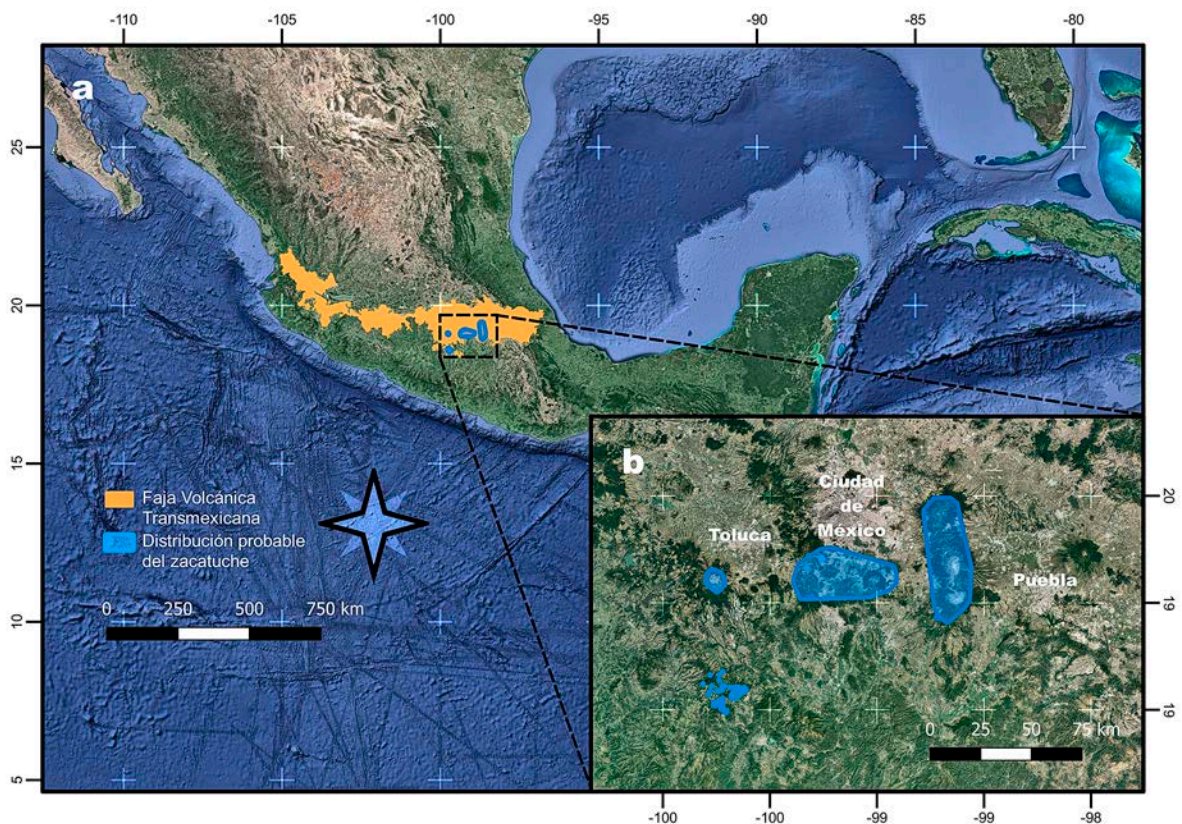 -110 -105 -100 -95 -90 -85 -80
a
25
20
15
10
5
Faja Volcánica
Transmexicana
Distribución probable
del zacatuche
0 250 500 750 km
b
Ciudad
de
México
Toluca
Puebla
0 25 50 75 km
20
19
19
-100 -100 -99 -99 -98